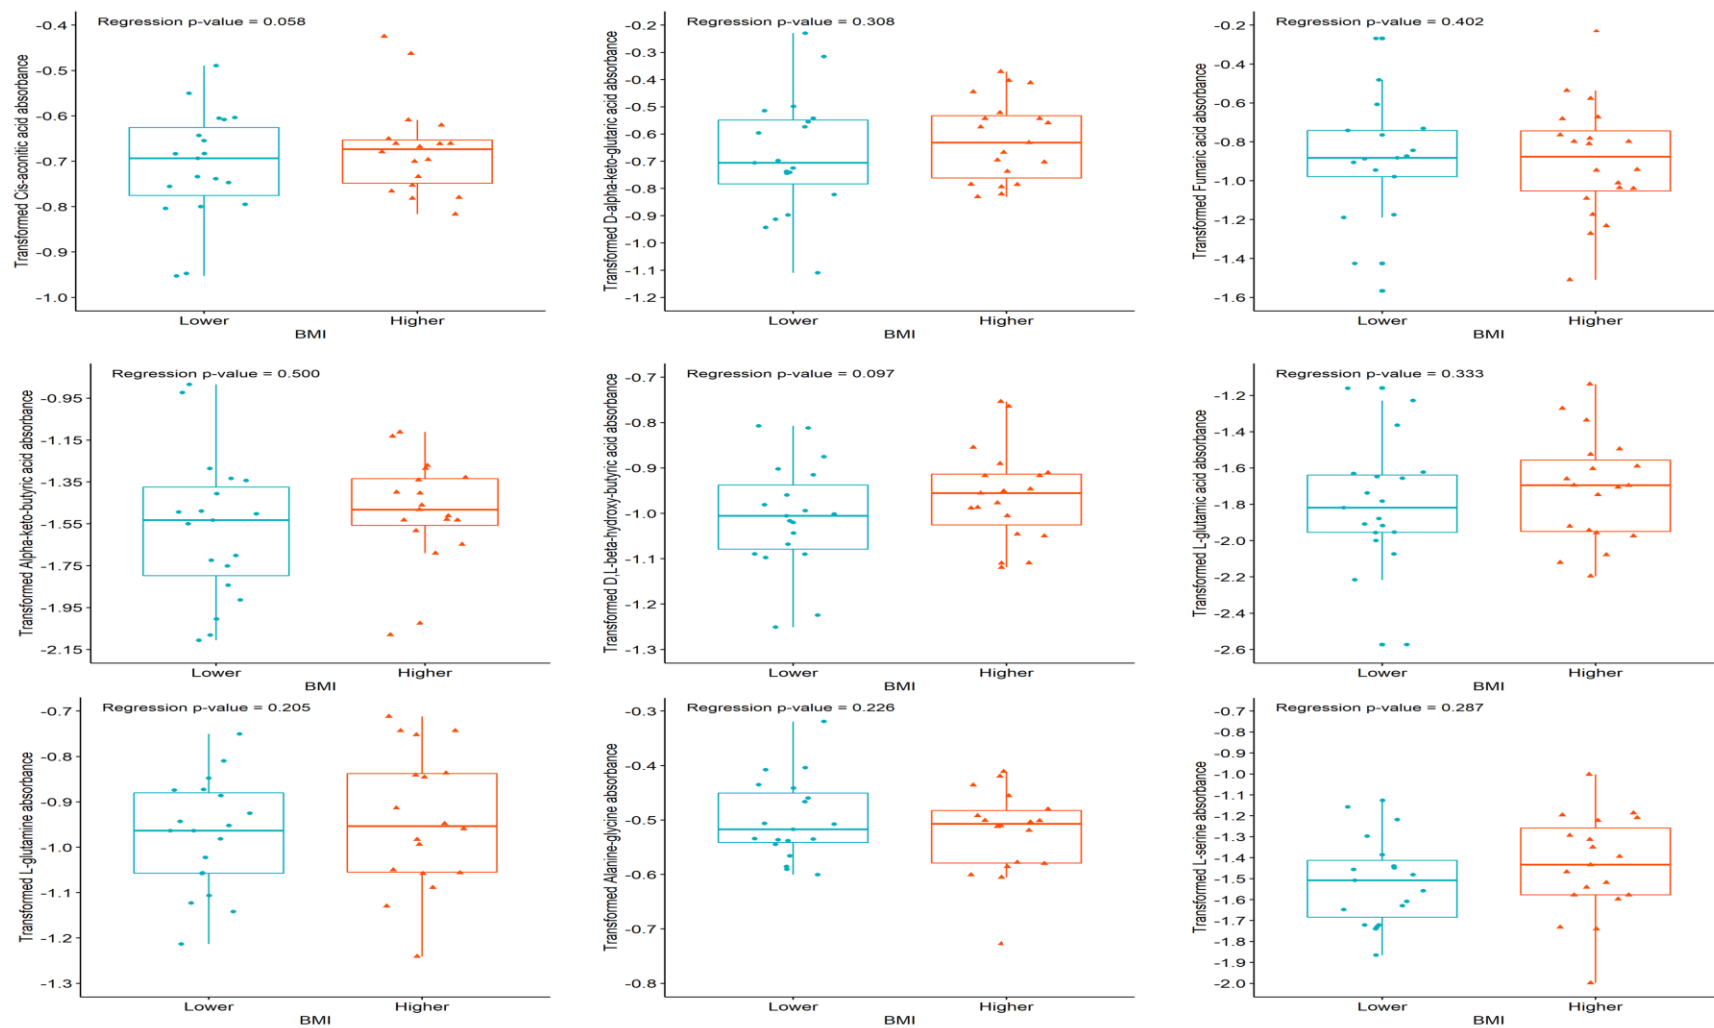 Regression p-value = 0.058
Transformed Cis-aconitic acid absorbance
-0.4
-0.5
-0.6
-0.7
-0.8
-0.9
-1.0
Lower
Higher
BMI
Regression p-value = 0.308
Transformed D-alpha-keto-glutaric acid absorbance
-0.2
-0.3
-0.4
-0.5
-0.6
-0.7
-0.8
-0.9
-1.0
-1.1
-1.2
Lower
Higher
BMI
Regression p-value = 0.402
Transformed Fumaric acid absorbance
-0.2
-0.4
-0.6
-0.8
-1.0
-1.2
-1.4
-1.6
Lower
Higher
BMI
Regression p-value = 0.500
Transformed Alpha-keto-butyric acid absorbance
-0.95
-1.15
-1.35
-1.55
-1.75
-1.95
-2.15
Lower
Higher
BMI
Regression p-value = 0.097
Transformed D,L-beta-hydroxy-butyric acid absorbance
-0.7
-0.8
-0.9
-1.0
-1.1
-1.2
-1.3
Lower
Higher
BMI
Regression p-value = 0.333
Transformed L-glutamic acid absorbance
-1.2
-1.4
-1.6
-1.8
-2.0
-2.2
-2.4
-2.6
Lower
Higher
BMI
Regression p-value = 0.205
Transformed L-glutamine absorbance
-0.7
-0.8
-0.9
-1.0
-1.1
-1.2
-1.3
Lower
Higher
BMI
Regression p-value = 0.226
Transformed Alanine-glycine absorbance
-0.3
-0.4
-0.5
-0.6
-0.7
-0.8
Lower
Higher
BMI
Regression p-value = 0.287
Transformed L-serine absorbance
-0.7
-0.8
-0.9
-1.0
-1.1
-1.2
-1.3
-1.4
-1.5
-1.6
-1.7
-1.8
-1.9
-2.0
Lower
Higher
BMI